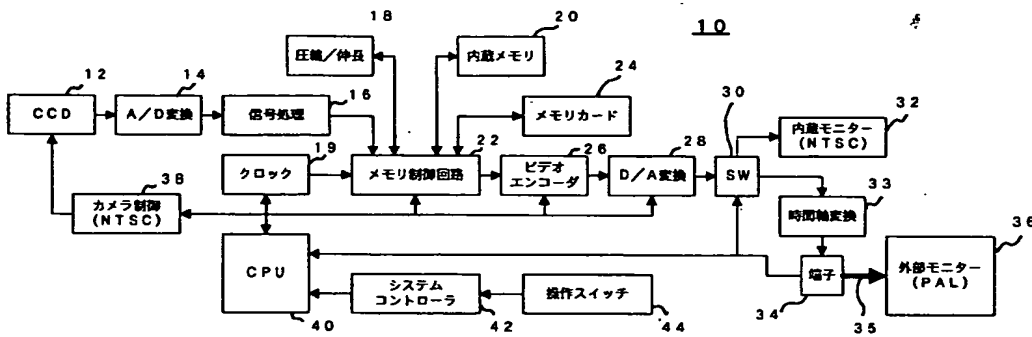 10
18
20
圧縮／伸長
内蔵メモリ
24
12
14
メモリカード
30
32
CCD
A／D変換
信号処理
16
内蔵モニター
(NTSC)
19
22
26
28
クロック
メモリ制御回路
ビデオ
エンコーダ
D／A変換
SW
38
33
カメラ制御
(NTSC)
時間軸変換
36
CPU
システム
コントローラ
操作スイッチ
端子
外部モニター
(PAL)
40
42
44
34
35